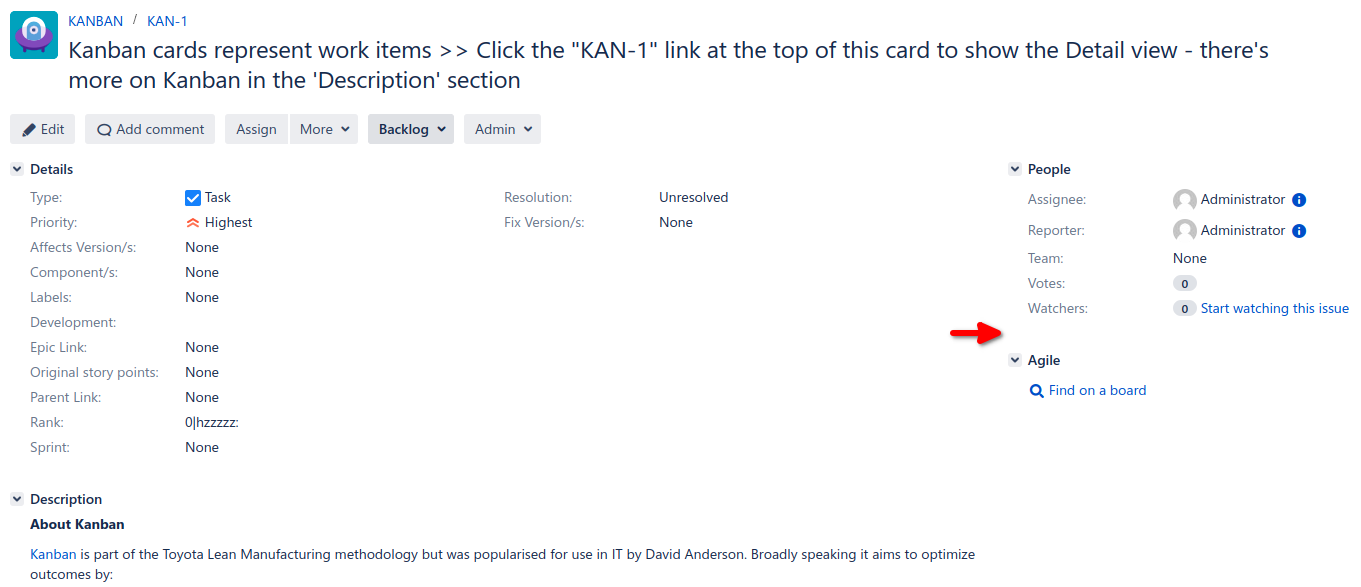 KANBAN / KAN-1
Kanban cards represent work items >> Click the "KAN-1" link at the top of this card to show the Detail view - there's
more on Kanban in the 'Description' section
Edit Add comment Assign More Backlog Admin
Details
Type: Task
Priority: Highest
Affects Version/s: None
Component/s: None
Labels: None
Development:
Epic Link: None
Original story points: None
Parent Link: None
Rank: 0|hzzzzz:
Sprint: None
Resolution: Unresolved
Fix Version/s: None
People
Assignee: Administrator
Reporter: Administrator
Team: None
Votes: 0
Watchers: 0 Start watching this issue
Agile
Find on a board
Description
About Kanban
Kanban is part of the Toyota Lean Manufacturing methodology but was popularised for use in IT by David Anderson. Broadly speaking it aims to optimize
outcomes by: